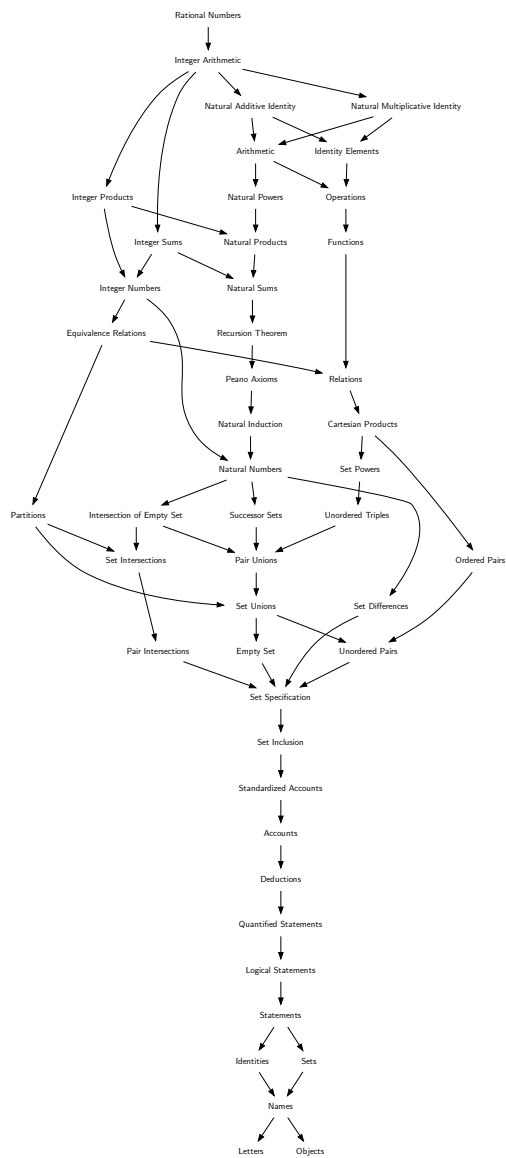 Rational Numbers
Integer Arithmetic
Natural Additive Identity
Natural Multiplicative Identity
Arithmetic
Identity Elements
Integer Products
Natural Powers
Operations
Integer Sums
Natural Products
Functions
Integer Numbers
Natural Sums
Equivalence Relations
Recursion Theorem
Peano Axioms
Relations
Natural Induction
Cartesian Products
Natural Numbers
Set Powers
Partitions
Intersection of Empty Set
Successor Sets
Unordered Triples
Set Intersections
Pair Unions
Ordered Pairs
Set Unions
Set Differences
Pair Intersections
Empty Set
Unordered Pairs
Set Specification
Set Inclusion
Standardized Accounts
Accounts
Deductions
Quantified Statements
Logical Statements
Statements
Identities
Sets
Names
Letters
Objects